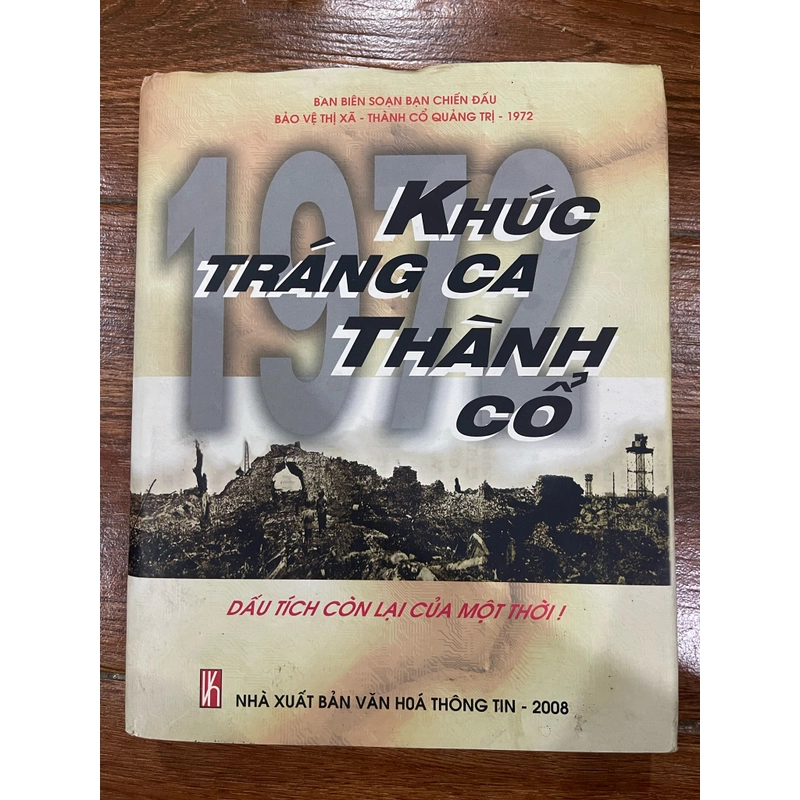 BAN BIÊN SOẠN BẠN CHIẾN ĐẤU
BẢO VỆ THỊ XÃ - THÀNH CỔ QUẢNG TRỊ - 1972
1972
KHÚC
TRÁNG CA
THÀNH
CỔ
DẤU TÍCH CÒN LẠI CỦA MỘT THỜI !
NHÀ XUẤT BẢN VĂN HOÁ THÔNG TIN - 2008